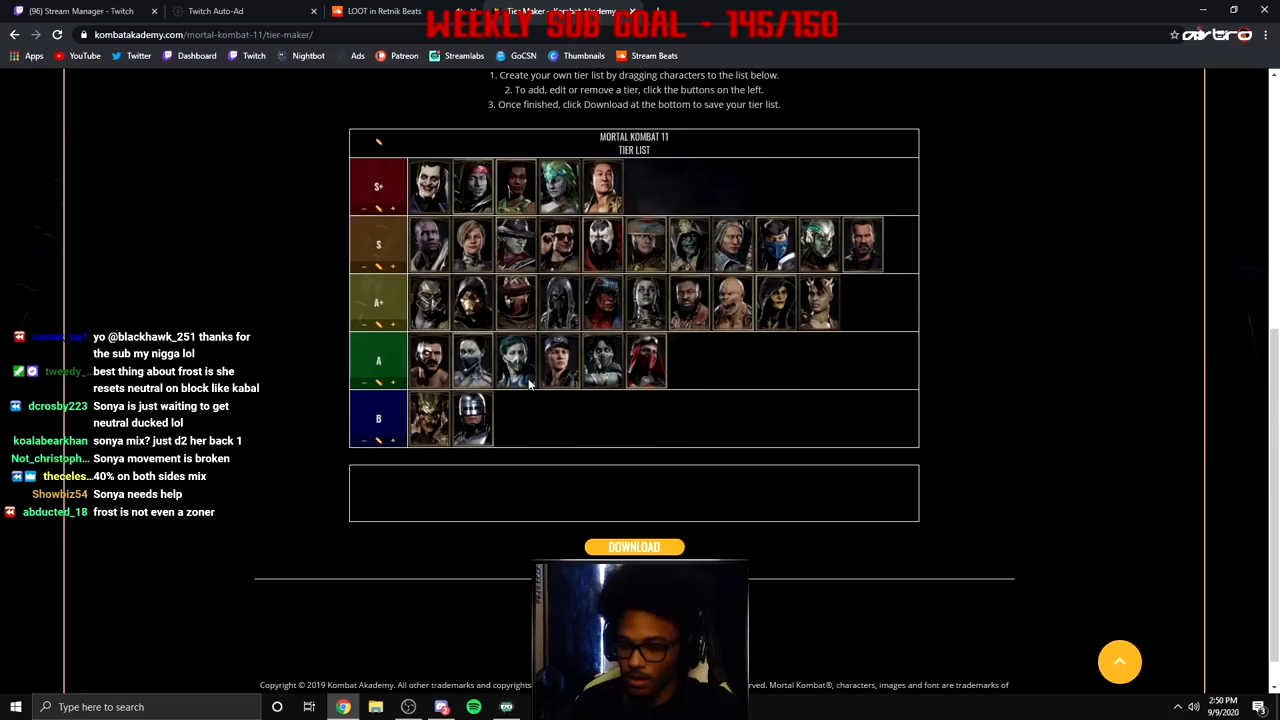 (96) Stream Manager - Twitch
Twitch Auto-Ad
LOOT in Retnik Beats
Tier Maker - Kombat Akademy
WEEKLY SUB GOAL - 145/150
kombatakademy.com/mortal-kombat-11/tier-maker/
Apps
YouTube
Twitter
Dashboard
Twitch
Nightbot
Ads
Patreon
Streamlabs
GoCSN
Thumbnails
Stream Beats
1. Create your own tier list by dragging characters to the list below.
2. To add, edit or remove a tier, click the buttons on the left.
3. Once finished, click Download at the bottom to save your tier list.
MORTAL KOMBAT 11
TIER LIST
S+
S
A+
A
B
yo @blackhawk_251 thanks for
the sub my nigga lol
tweedy_... best thing about frost is she
resets neutral on block like kabal
dcrosby223 Sonya is just waiting to get
neutral ducked lol
koalabearkhan sonya mix? just d2 her back 1
Not_christoph... Sonya movement is broken
theceles... 40% on both sides mix
Showbiz54 Sonya needs help
abducted_18 frost is not even a zoner
DOWNLOAD
Copyright © 2019 Kombat Akademy. All other trademarks and copyrights
rved. Mortal Kombat®, characters, images and font are trademarks of
Type here to search
2:50 PM
9/9/2020